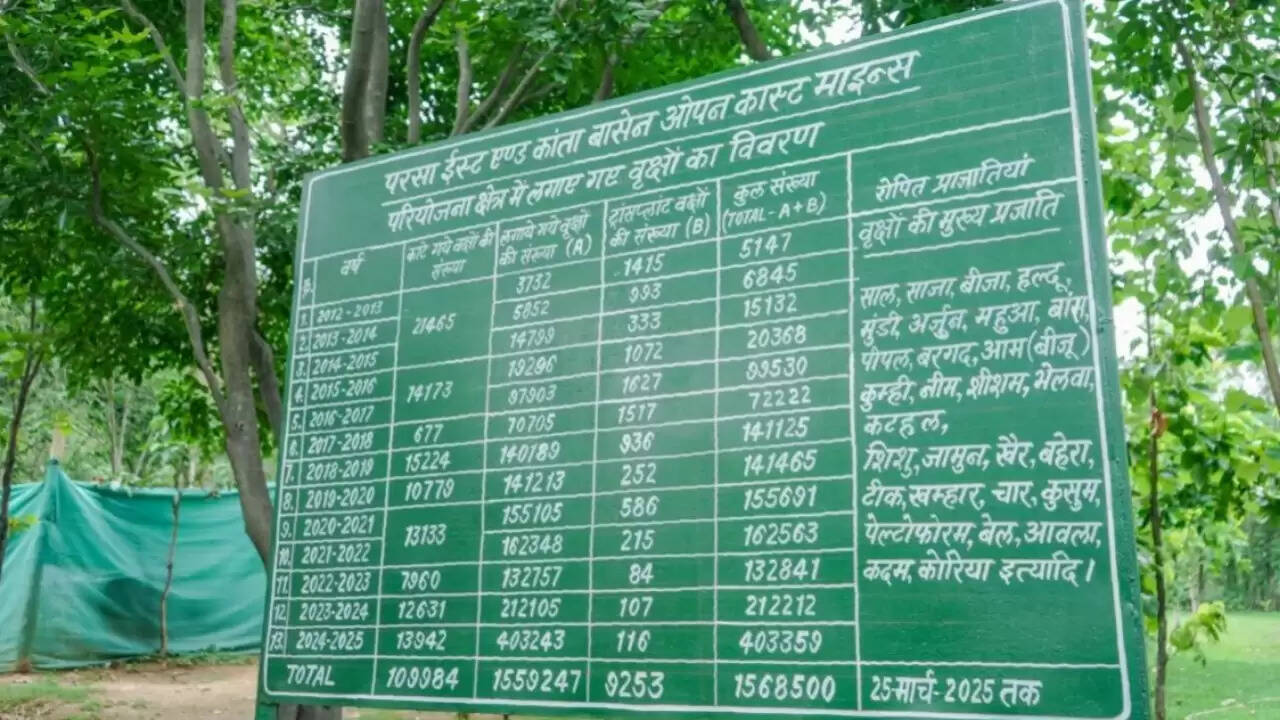 परसा ईस्ट एण्ड कांता बासेन ओपन कास्ट माइन्स
परियोजना क्षेत्र में लगाए गए वृक्षों का विवरण
वर्ष काटे गये वृक्षों की संख्या लगाये गये वृक्षों की संख्या (A) ट्रांसप्लांट वृक्षों की संख्या (B) कुल संख्या (TOTAL - A + B)
1. 2012-2013 21465 3732 1415 5147
2. 2013-2014 5852 993 6845
3. 2014-2015 14799 333 15132
4. 2015-2016 14173 19296 1072 20368
5. 2016-2017 97903 1627 99530
6. 2017-2018 677 70705 1517 72222
7. 2018-2019 15224 140189 936 141125
8. 2019-2020 10779 141213 252 141465
9. 2020-2021 13133 155105 586 155691
10. 2021-2022 162348 215 162563
11. 2022-2023 7960 132757 84 132841
12. 2023-2024 12631 212105 107 212212
13. 2024-2025 13942 403243 116 403359
TOTAL 109984 1559247 9253 1568500
रोपित प्रजातियां
वृक्षों की मुख्य प्रजाति
साल, साजा, बीजा, हल्दू,
मुंडी, अर्जुन, महुआ, बांस,
पीपल, बरगद, आम(बीजू)
कुम्ही, नीम, शीशम, भेलवा,
कटहल,
शिशु, जामुन, खैर, बहेरा,
टीक, खम्हार, चार, कुसुम,
पेल्टोफोरम, बेल, आवला,
कदम, कोरिया इत्यादि।
25-मार्च-2025 तक